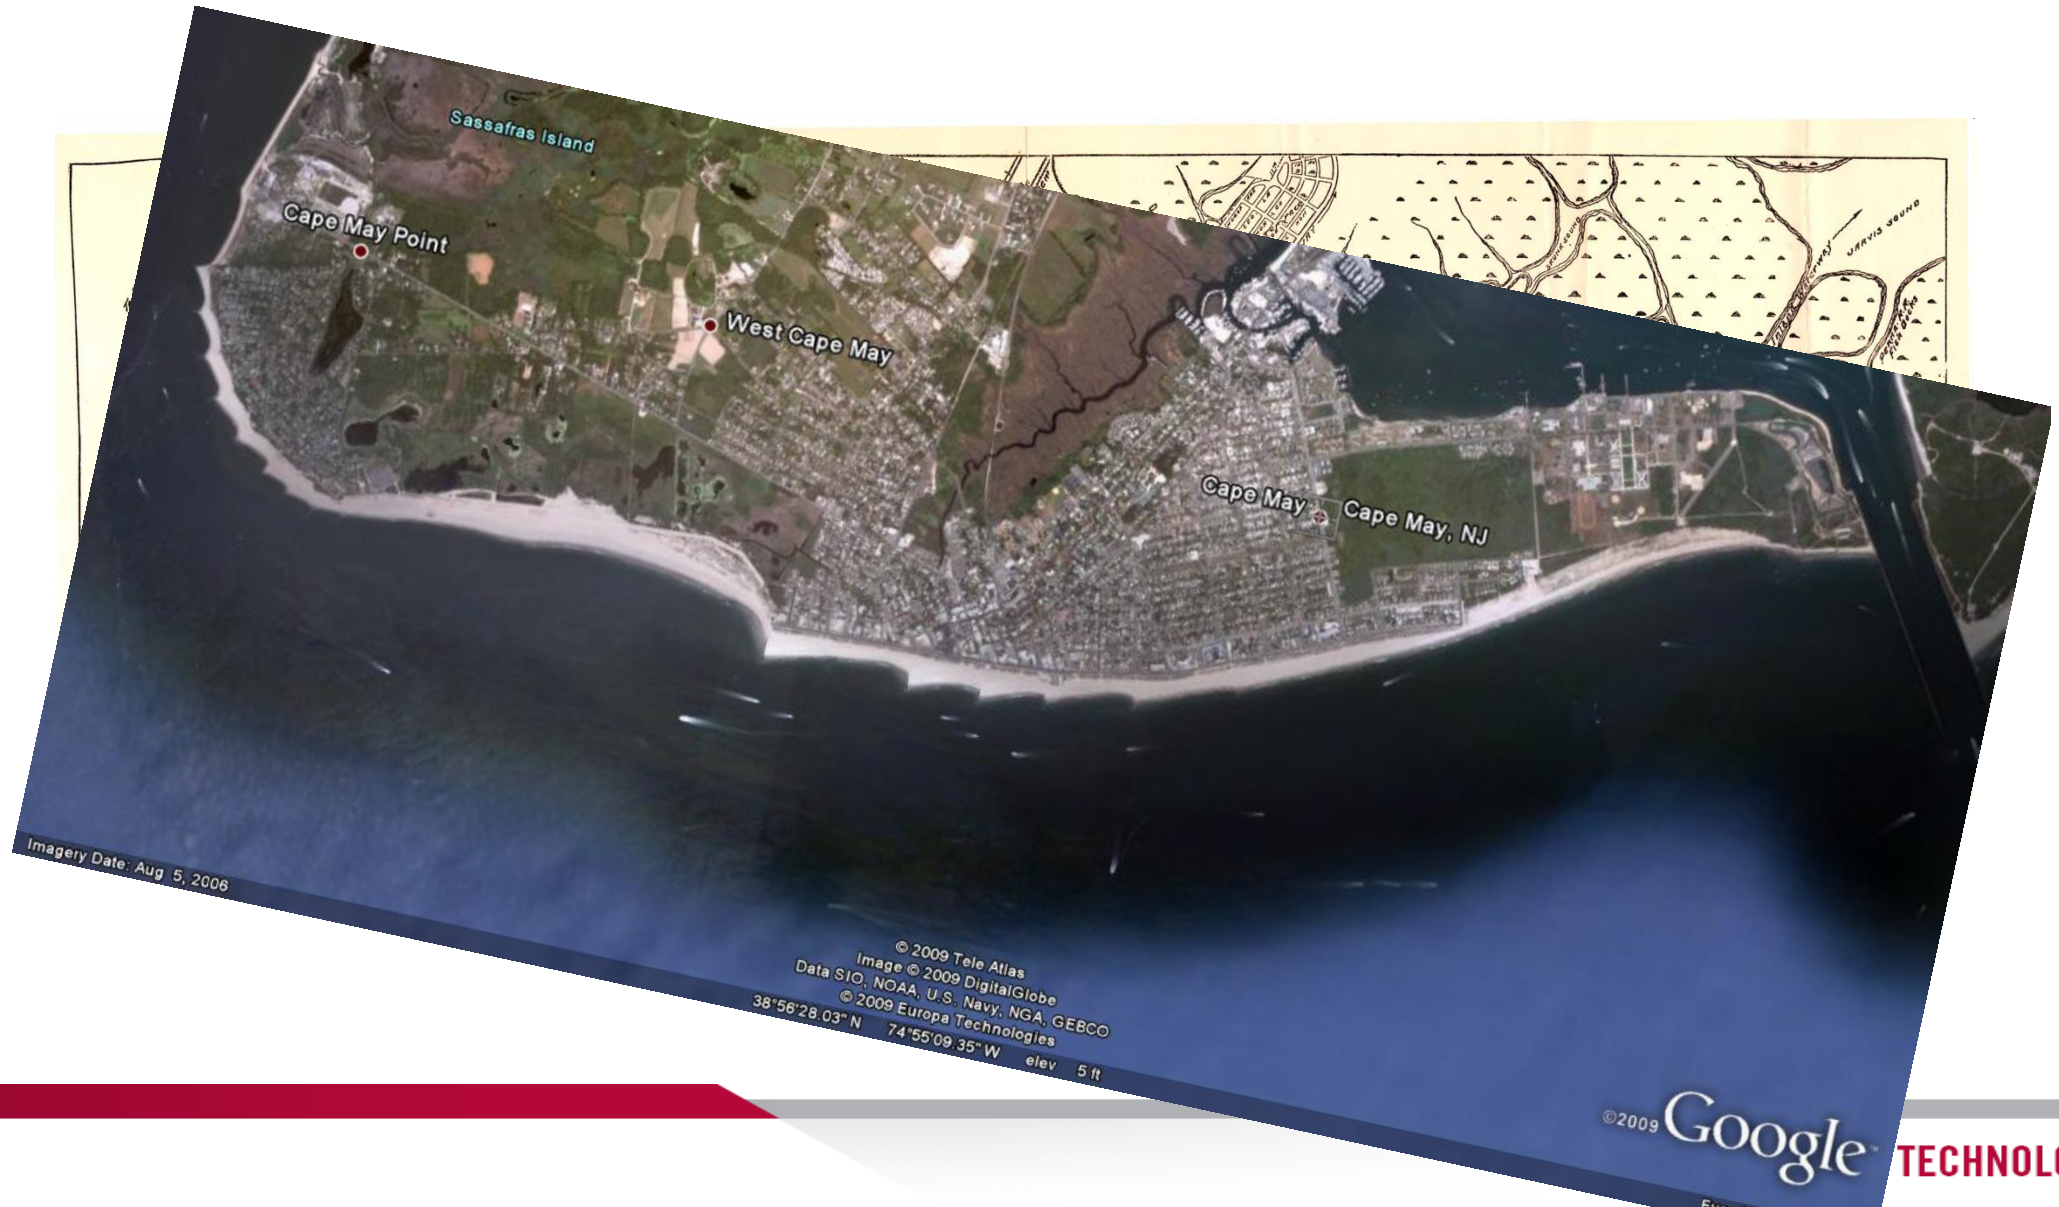 Sassafras Island
Cape May Point
West Cape May
JARVIS SOUND
Cape May
Cape May, NJ
Imagery Date: Aug 5, 2006
© 2009 Tele Atlas
Image © 2009 DigitalGlobe
Data SIO, NOAA, U.S. Navy, NGA, GEBCO
© 2009 Europa Technologies
38°56'28.03" N 74°55'09.35" W elev 5 ft
©2009 Google